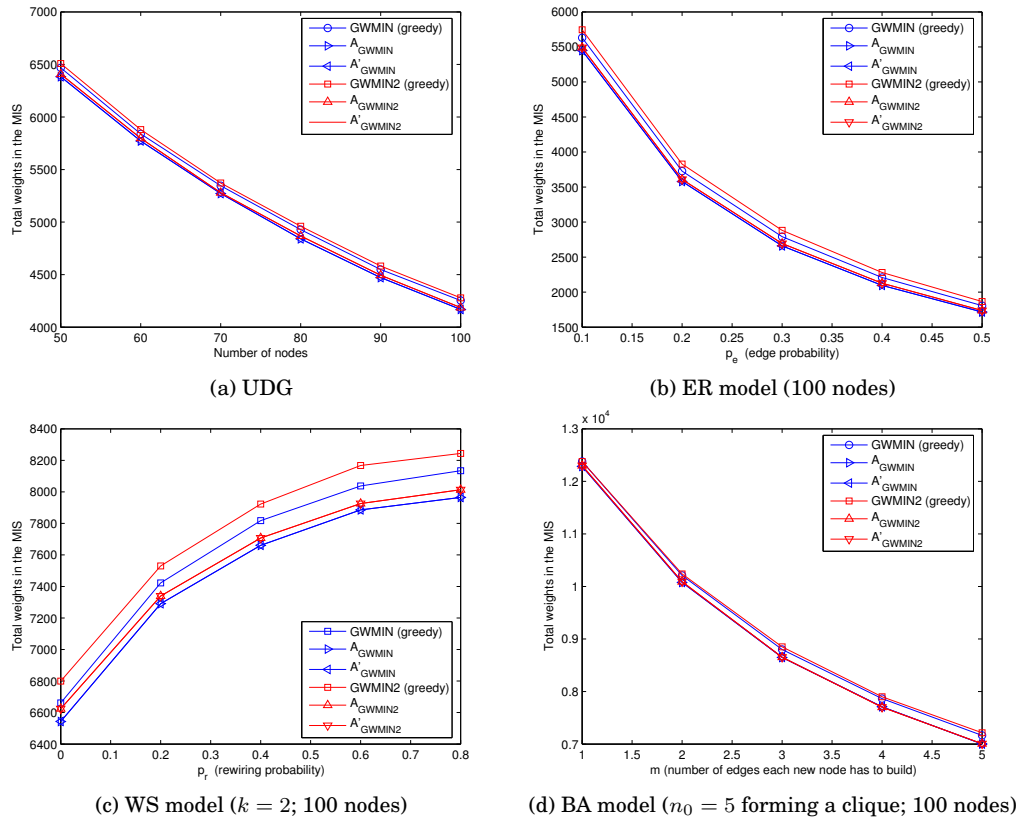 7000
6500
6000
5500
5000
4500
4000
50 60 70 80 90 100
Number of nodes
Total weights in the MIS
GWMIN (greedy)
A_GWMIN
A'_GWMIN
GWMIN2 (greedy)
A_GWMIN2
A'_GWMIN2
(a) UDG
6000
5500
5000
4500
4000
3500
3000
2500
2000
1500
0.1 0.15 0.2 0.25 0.3 0.35 0.4 0.45 0.5
p_e (edge probability)
Total weights in the MIS
GWMIN (greedy)
A_GWMIN
A'_GWMIN
GWMIN2 (greedy)
A_GWMIN2
A'_GWMIN2
(b) ER model (100 nodes)
8400
8200
8000
7800
7600
7400
7200
7000
6800
6600
6400
0 0.1 0.2 0.3 0.4 0.5 0.6 0.7 0.8
p_r (rewiring probability)
Total weights in the MIS
GWMIN (greedy)
A_GWMIN
A'_GWMIN
GWMIN2 (greedy)
A_GWMIN2
A'_GWMIN2
(c) WS model (k = 2; 100 nodes)
x 10^4
1.3
1.2
1.1
1
0.9
0.8
0.7
1 1.5 2 2.5 3 3.5 4 4.5 5
m (number of edges each new node has to build)
Total weights in the MIS
GWMIN (greedy)
A_GWMIN
A'_GWMIN
GWMIN2 (greedy)
A_GWMIN2
A'_GWMIN2
(d) BA model (n_0 = 5 forming a clique; 100 nodes)